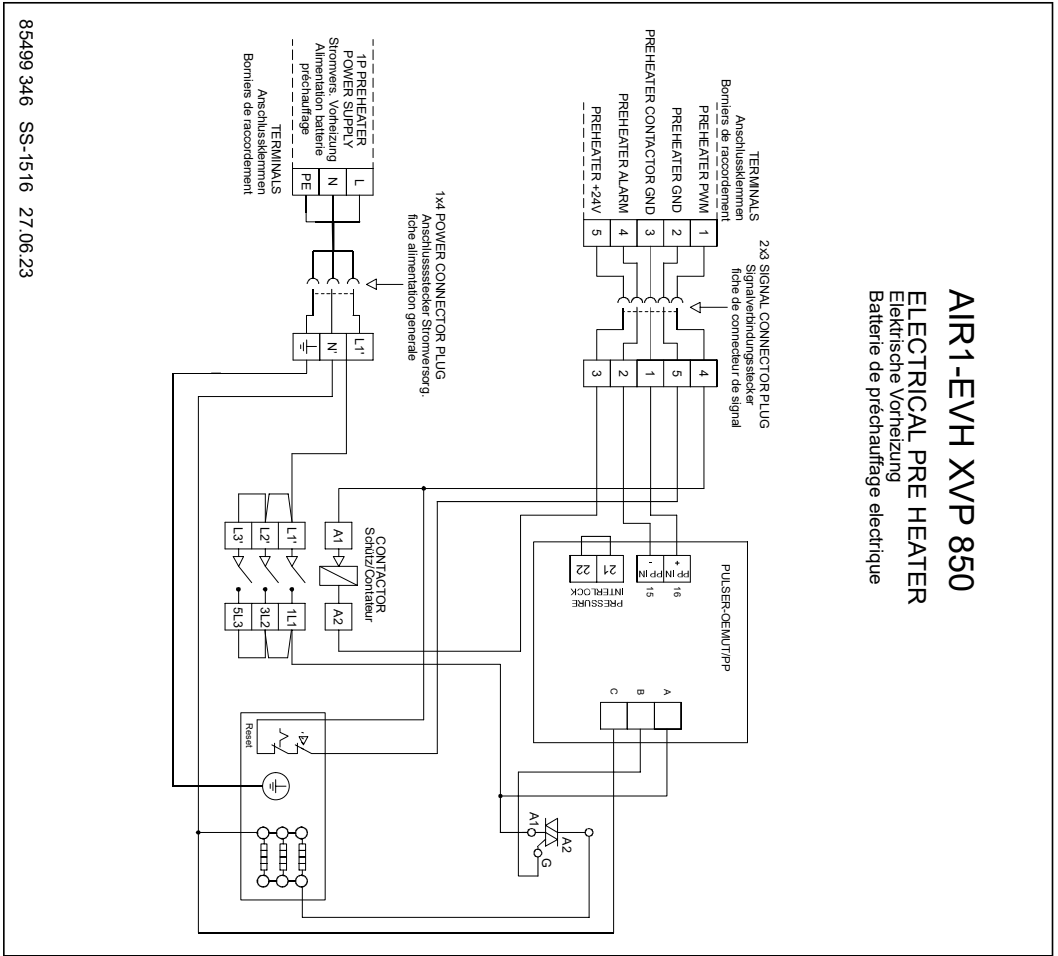 AIR1-EVH XVP 850
ELECTRICAL PRE HEATER
Elektrische Vorheizung
Batterie de préchauffage electrique
TERMINALS
Anschlussklemmen
Borniers de raccordement
PREHEATER PWM
PREHEATER GND
PREHEATER CONTACTOR GND
PREHEATER ALARM
PREHEATER +24V
1
2
3
4
5
2x3 SIGNAL CONNECTOR PLUG
Signalverbindungsstecker
fiche de connecteur de signal
4
5
1
2
3
PULSER-OEMUT/PP
+ PP IN 16
- PP IN 15
21
22
PRESSURE
INTERLOCK
A
B
C
A1
A2
G
CONTACTOR
Schütz/Contateur
A1
A2
L1'
L2'
L3'
1L1
3L2
5L3
Reset
1x4 POWER CONNECTOR PLUG
Anschlussstecker Stromversorg.
fiche alimentation generale
L1'
N'
1P PREHEATER
POWER SUPPLY
Stromvers. Vorheizung
Alimentation batterie
préchauffage
L
N
PE
TERMINALS
Anschlussklemmen
Borniers de raccordement
85499 346 SS-1516 27.06.23